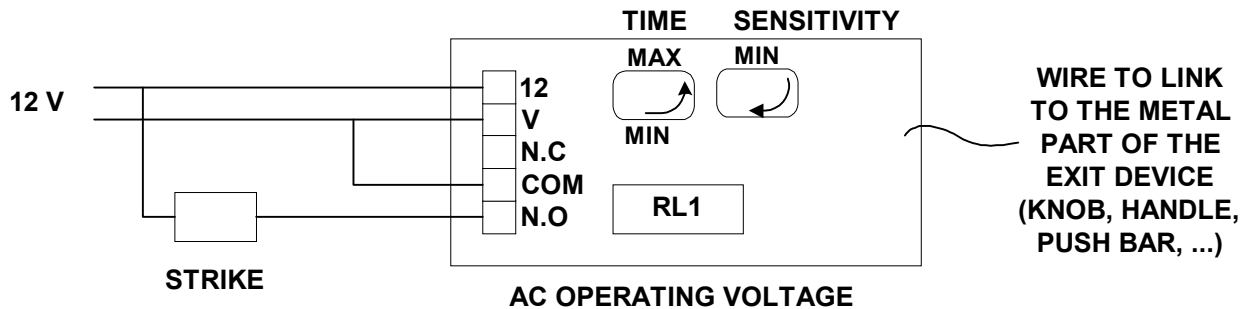 TIME SENSITIVITY
MAX MIN
MIN
12 V
12
V
N.C
COM
N.O
RL1
STRIKE
AC OPERATING VOLTAGE
WIRE TO LINK
TO THE METAL
PART OF THE
EXIT DEVICE
(KNOB, HANDLE,
PUSH BAR, ...)